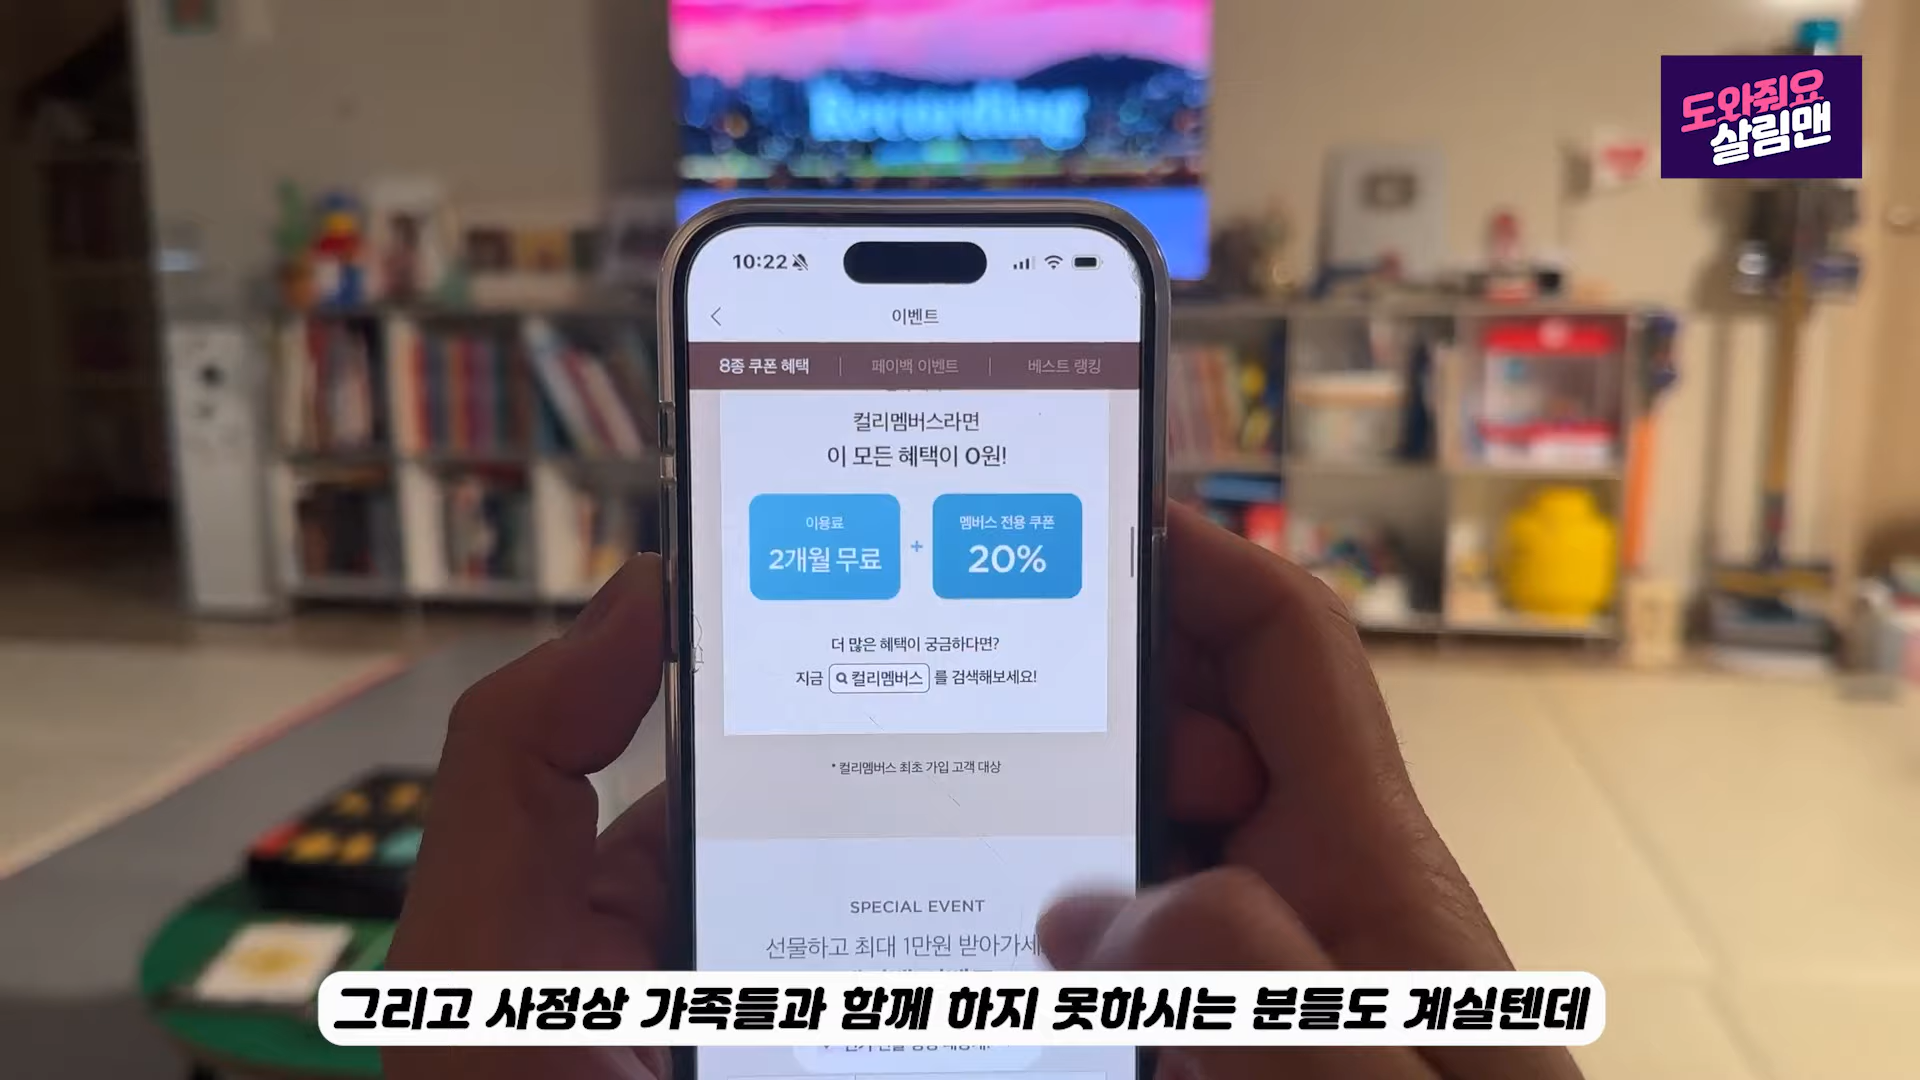 Recording
도와줘요
살림맨
10:22
이벤트
8종 쿠폰 혜택
페이백 이벤트
베스트 랭킹
컬리멤버스라면
이 모든 혜택이 0원!
이용료
2개월 무료
+
멤버스 전용 쿠폰
20%
더 많은 혜택이 궁금하다면?
지금 컬리멤버스 를 검색해보세요!
* 컬리멤버스 최초 가입 고객 대상
SPECIAL EVENT
선물하고 최대 1만원 받아가세
그리고 사정상 가족들과 함께 하지 못하시는 분들도 계실텐데